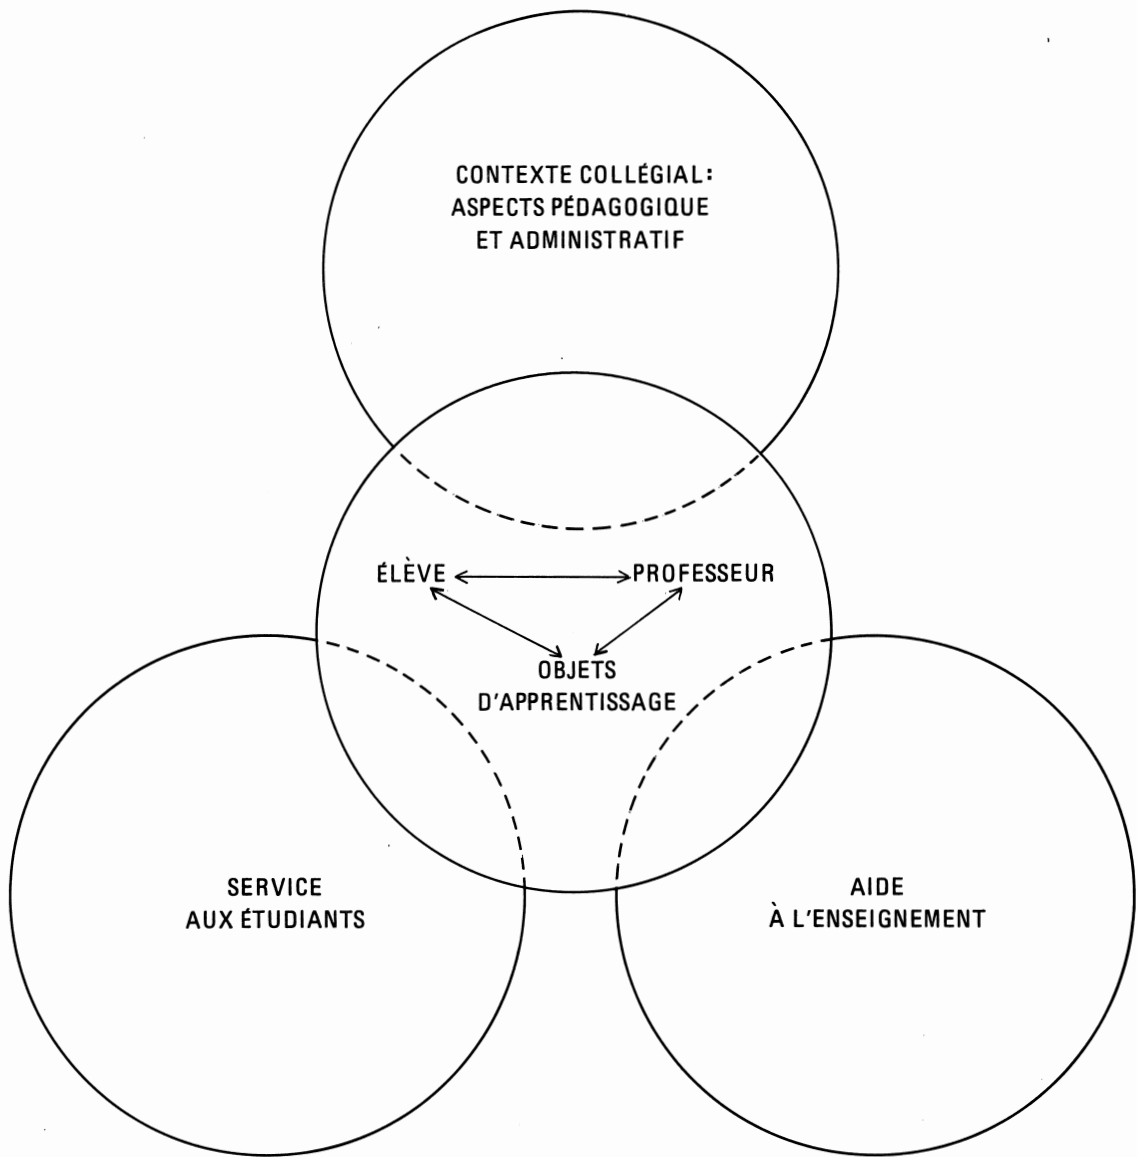 CONTEXTE COLLÉGIAL:
ASPECTS PÉDAGOGIQUE
ET ADMINISTRATIF
ÉLÈVE
PROFESSEUR
OBJETS
D'APPRENTISSAGE
SERVICE
AUX ÉTUDIANTS
AIDE
À L'ENSEIGNEMENT